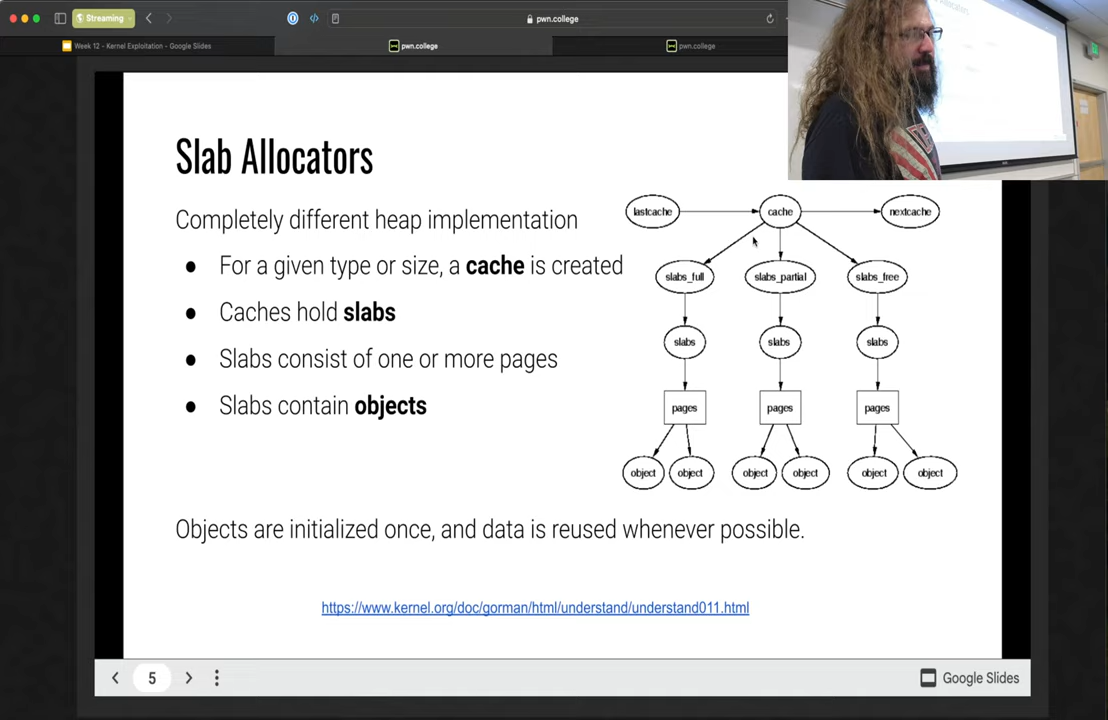 Streaming
pwn.college
Week 12 - Kernel Exploitation - Google Slides
pwn.college
pwn.college
Slab Allocators
Completely different heap implementation
● For a given type or size, a cache is created
● Caches hold slabs
● Slabs consist of one or more pages
● Slabs contain objects
lastcache
cache
nextcache
slabs_full
slabs_partial
slabs_free
slabs
slabs
slabs
pages
pages
pages
object
object
object
object
object
object
Objects are initialized once, and data is reused whenever possible.
https://www.kernel.org/doc/gorman/html/understand/understand011.html
5
Google Slides